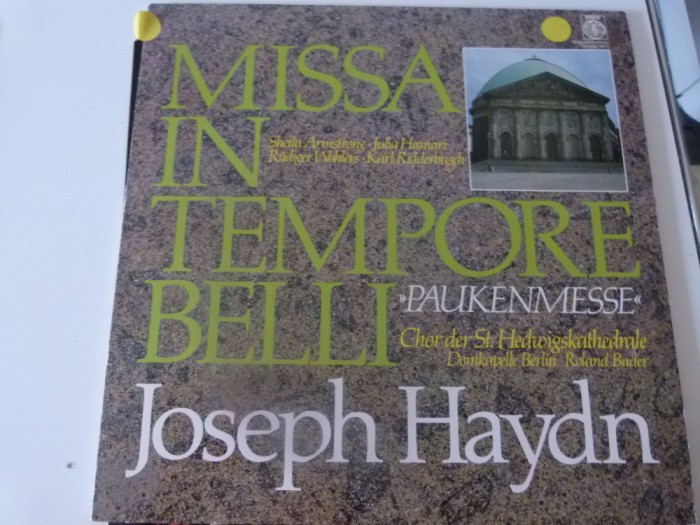 MISSA
IN
Sheila Armstrong · Julia Hamari
Rüdiger Wohlers · Karl Ridderbusch
TEMPORE
BELLI
»PAUKENMESSE«
Chor der St. Hedwigskathedrale
Domkapelle Berlin · Roland Bader
Joseph Haydn